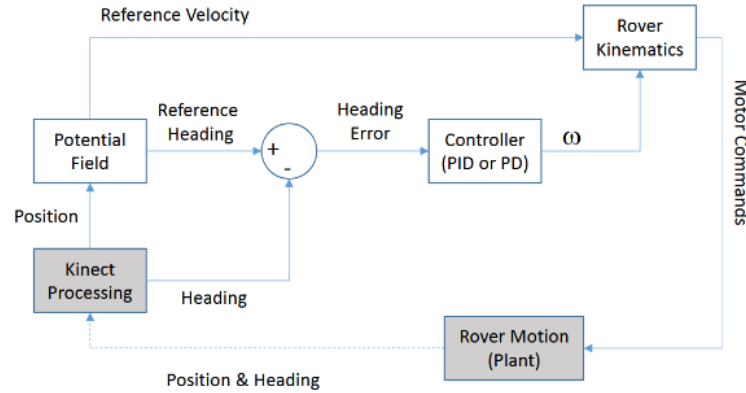 Reference Velocity
Rover
Kinematics
Reference
Heading
Heading
Error
Potential
Field
+
-
Controller
(PID or PD)
ω
Motor Commands
Position
Kinect
Processing
Heading
Rover Motion
(Plant)
Position & Heading